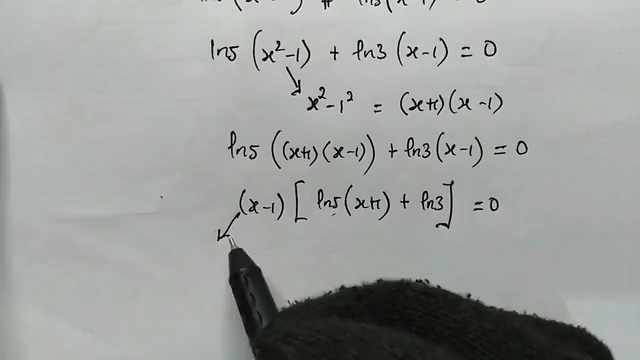 ln5 (x²-1) + ln3 (x-1) = 0
x²-1² = (x+1)(x-1)
ln5 ((x+1)(x-1)) + ln3 (x-1) = 0
(x-1) [ ln5 (x+1) + ln3 ] = 0